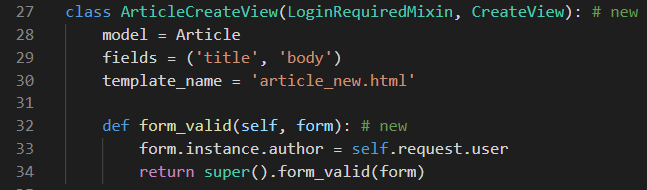 27 class ArticleCreateView(LoginRequiredMixin, CreateView): # new
28     model = Article
29     fields = ('title', 'body')
30     template_name = 'article_new.html'
31
32     def form_valid(self, form): # new
33         form.instance.author = self.request.user
34         return super().form_valid(form)